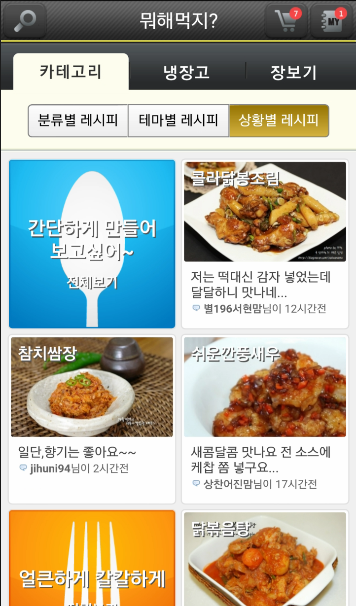 뭐해먹지?
7
MY
1
카테고리
냉장고
장보기
분류별 레시피
테마별 레시피
상황별 레시피
간단하게 만들어
보고싶어~
전체보기
콜라닭봉조림
저는 떡대신 감자 넣었는데
달달하니 맛나네...
별196서현맘님이 12시간전
참치쌈장
일단,향기는 좋아요~~
jihuni94님이 2시간전
쉬운깐풍새우
새콤달콤 맛나요 전 소스에
케찹 쫌 넣구요...
상찬어진맘님이 17시간전
얼큰하게 칼칼하게
닭볶음탕